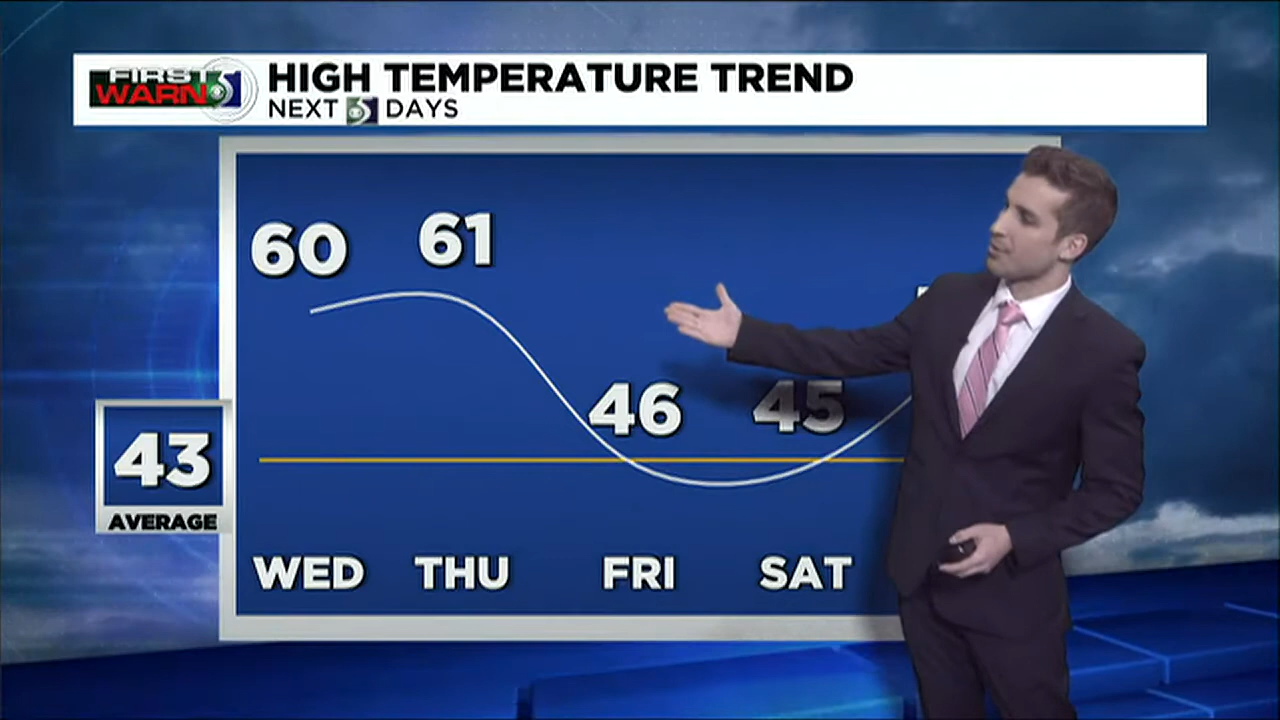 FIRST
WARN 5
HIGH TEMPERATURE TREND
NEXT 5 DAYS
60
61
46
45
43
AVERAGE
WED
THU
FRI
SAT